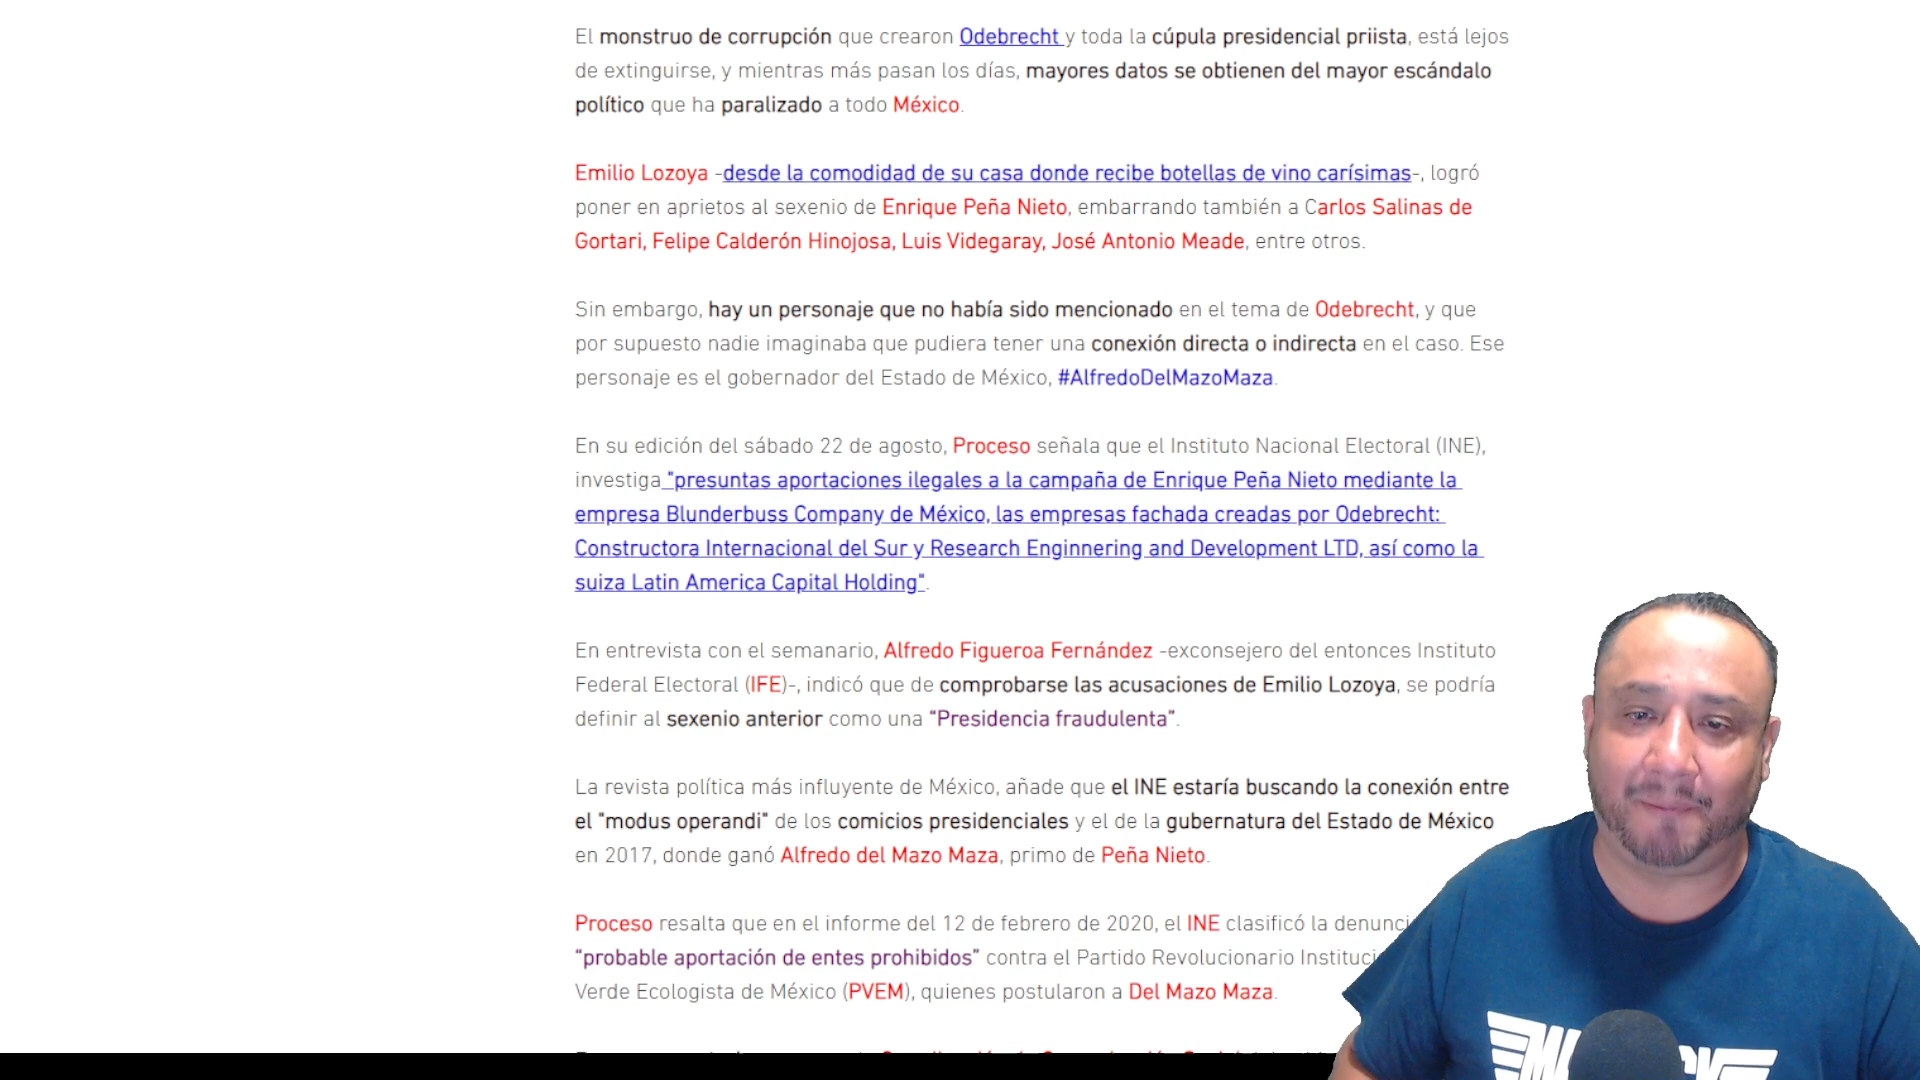 El monstruo de corrupción que crearon Odebrecht y toda la cúpula presidencial priista, está lejos
de extinguirse, y mientras más pasan los días, mayores datos se obtienen del mayor escándalo
político que ha paralizado a todo México.
Emilio Lozoya -desde la comodidad de su casa donde recibe botellas de vino carísimas-, logró
poner en aprietos al sexenio de Enrique Peña Nieto, embarrando también a Carlos Salinas de
Gortari, Felipe Calderón Hinojosa, Luis Videgaray, José Antonio Meade, entre otros.
Sin embargo, hay un personaje que no había sido mencionado en el tema de Odebrecht, y que
por supuesto nadie imaginaba que pudiera tener una conexión directa o indirecta en el caso. Ese
personaje es el gobernador del Estado de México, #AlfredoDelMazoMaza.
En su edición del sábado 22 de agosto, Proceso señala que el Instituto Nacional Electoral (INE),
investiga "presuntas aportaciones ilegales a la campaña de Enrique Peña Nieto mediante la
empresa Blunderbuss Company de México, las empresas fachada creadas por Odebrecht:
Constructora Internacional del Sur y Research Enginnering and Development LTD, así como la
suiza Latin America Capital Holding".
En entrevista con el semanario, Alfredo Figueroa Fernández -exconsejero del entonces Instituto
Federal Electoral (IFE)-, indicó que de comprobarse las acusaciones de Emilio Lozoya, se podría
definir al sexenio anterior como una “Presidencia fraudulenta”.
La revista política más influyente de México, añade que el INE estaría buscando la conexión entre
el "modus operandi" de los comicios presidenciales y el de la gubernatura del Estado de México
en 2017, donde ganó Alfredo del Mazo Maza, primo de Peña Nieto.
Proceso resalta que en el informe del 12 de febrero de 2020, el INE clasificó la denunci
“probable aportación de entes prohibidos” contra el Partido Revolucionario Instituci
Verde Ecologista de México (PVEM), quienes postularon a Del Mazo Maza.